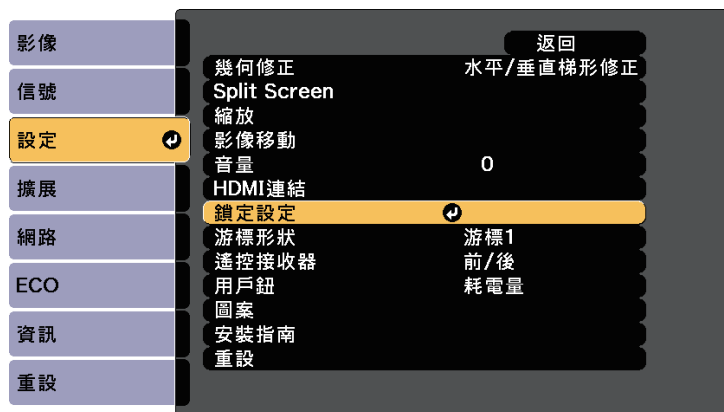 影像
信號
設定
擴展
網路
ECO
資訊
重設
返回
幾何修正 水平/垂直梯形修正
Split Screen
縮放
影像移動
音量 0
HDMI連結
鎖定設定
游標形狀 游標1
遙控接收器 前/後
用戶鈕 耗電量
圖案
安裝指南
重設